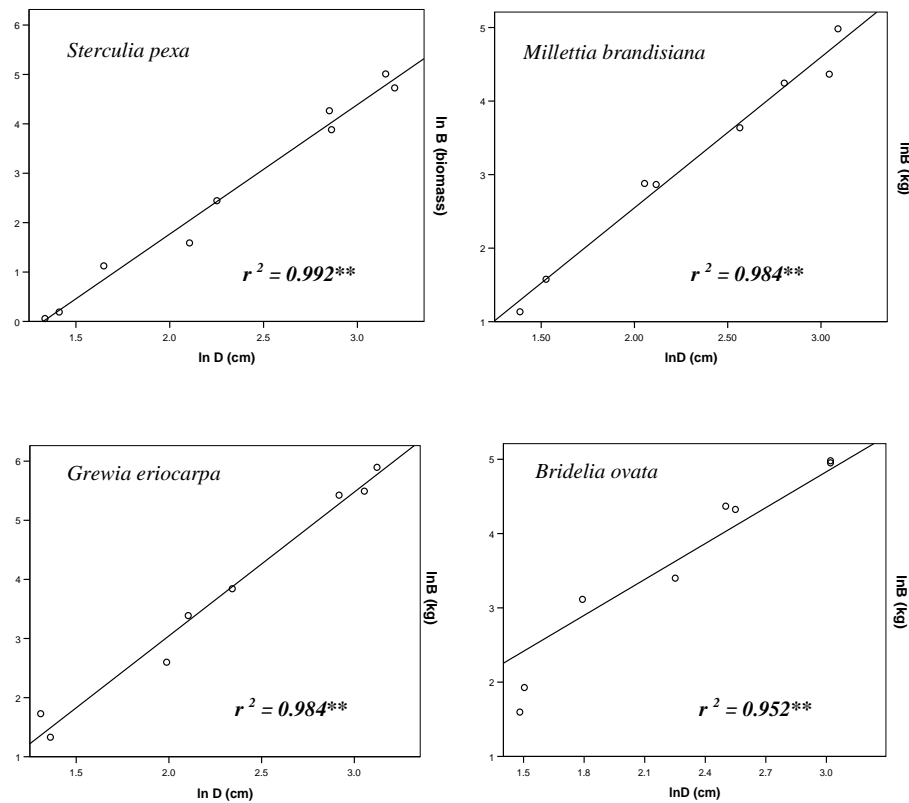 Sterculia pexa
6
5
4
3
2
1
0
r² = 0.992**
1.5 2.0 2.5 3.0
ln D (cm)
ln B (biomass)
Millettia brandisiana
5
4
3
2
1
r² = 0.984**
1.50 2.00 2.50 3.00
lnD (cm)
lnB (kg)
Grewia eriocarpa
6
5
4
3
2
1
r² = 0.984**
1.5 2.0 2.5 3.0
ln D (cm)
lnB (kg)
Bridelia ovata
5
4
3
2
1
r² = 0.952**
1.5 1.8 2.1 2.4 2.7 3.0
lnD (cm)
lnB (kg)